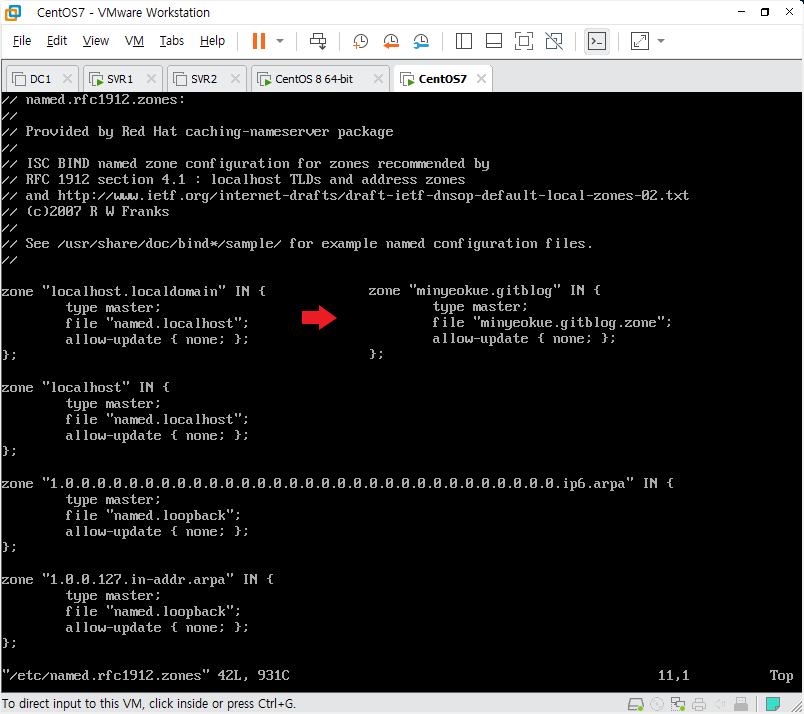 CentOS7 - VMware Workstation
File Edit View VM Tabs Help
DC1 SVR1 SVR2 CentOS 8 64-bit CentOS7
// named.rfc1912.zones:
//
// Provided by Red Hat caching-nameserver package
//
// ISC BIND named zone configuration for zones recommended by
// RFC 1912 section 4.1 : localhost TLDs and address zones
// and http://www.ietf.org/internet-drafts/draft-ietf-dnsop-default-local-zones-02.txt
// (c)2007 R W Franks
//
// See /usr/share/doc/bind*/sample/ for example named configuration files.
//
zone "localhost.localdomain" IN {
type master;
file "named.localhost";
allow-update { none; };
};
zone "minyeokue.gitblog" IN {
type master;
file "minyeokue.gitblog.zone";
allow-update { none; };
};
zone "localhost" IN {
type master;
file "named.localhost";
allow-update { none; };
};
zone "1.0.0.0.0.0.0.0.0.0.0.0.0.0.0.0.0.0.0.0.0.0.0.0.0.0.0.0.0.0.0.0.ip6.arpa" IN {
type master;
file "named.loopback";
allow-update { none; };
};
zone "1.0.0.127.in-addr.arpa" IN {
type master;
file "named.loopback";
allow-update { none; };
};
"/etc/named.rfc1912.zones" 42L, 931C 11,1 Top
To direct input to this VM, click inside or press Ctrl+G.